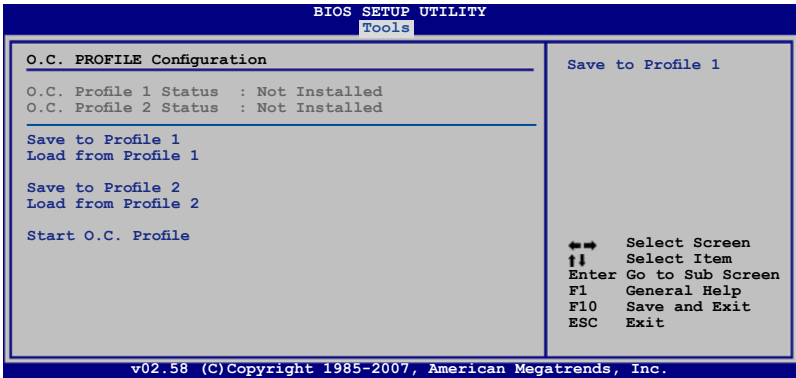 BIOS SETUP UTILITY
Tools
O.C. PROFILE Configuration
O.C. Profile 1 Status : Not Installed
O.C. Profile 2 Status : Not Installed
Save to Profile 1
Load from Profile 1
Save to Profile 2
Load from Profile 2
Start O.C. Profile
Save to Profile 1
←→ Select Screen
↑↓ Select Item
Enter Go to Sub Screen
F1 General Help
F10 Save and Exit
ESC Exit
v02.58 (C)Copyright 1985-2007, American Megatrends, Inc.